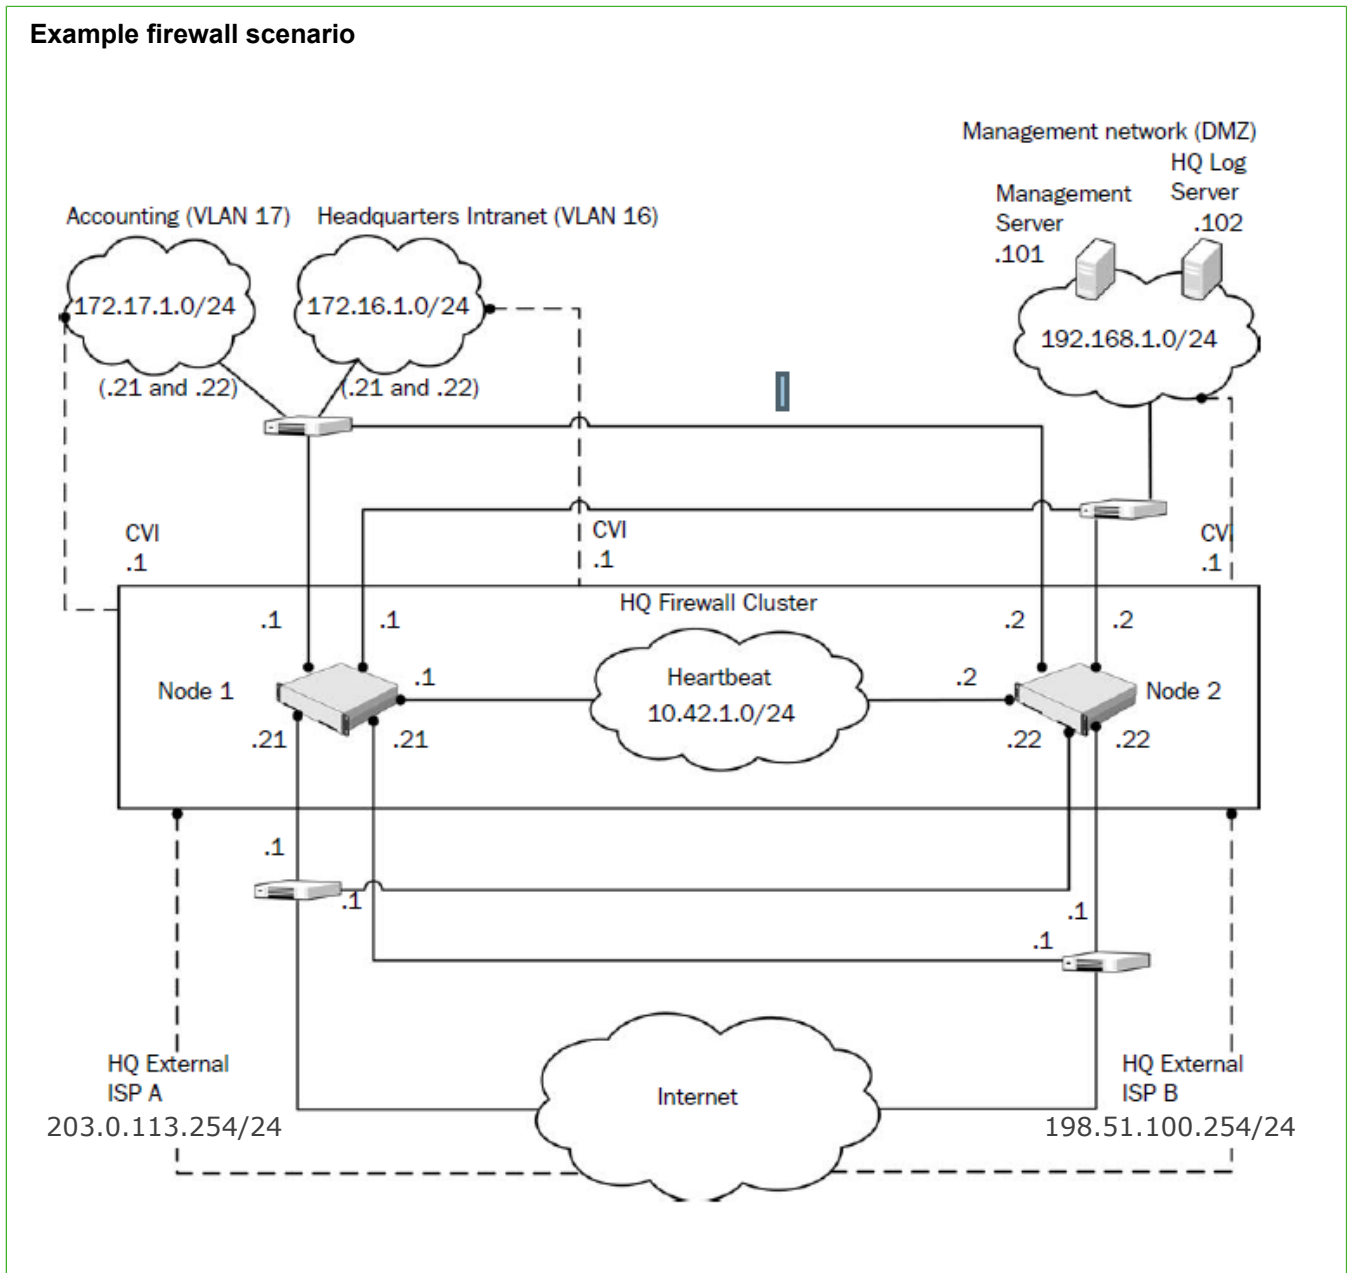 Example firewall scenario
Management network (DMZ)
HQ Log
Server
.102
Management
Server
.101
Accounting (VLAN 17)
Headquarters Intranet (VLAN 16)
172.17.1.0/24
172.16.1.0/24
192.168.1.0/24
(.21 and .22)
(.21 and .22)
CVI
.1
CVI
.1
CVI
.1
HQ Firewall Cluster
.1
.1
.2
.2
Node 1
.1
Heartbeat
10.42.1.0/24
.2
Node 2
.21
.21
.22
.22
.1
.1
.1
.1
HQ External
ISP A
203.0.113.254/24
Internet
HQ External
ISP B
198.51.100.254/24